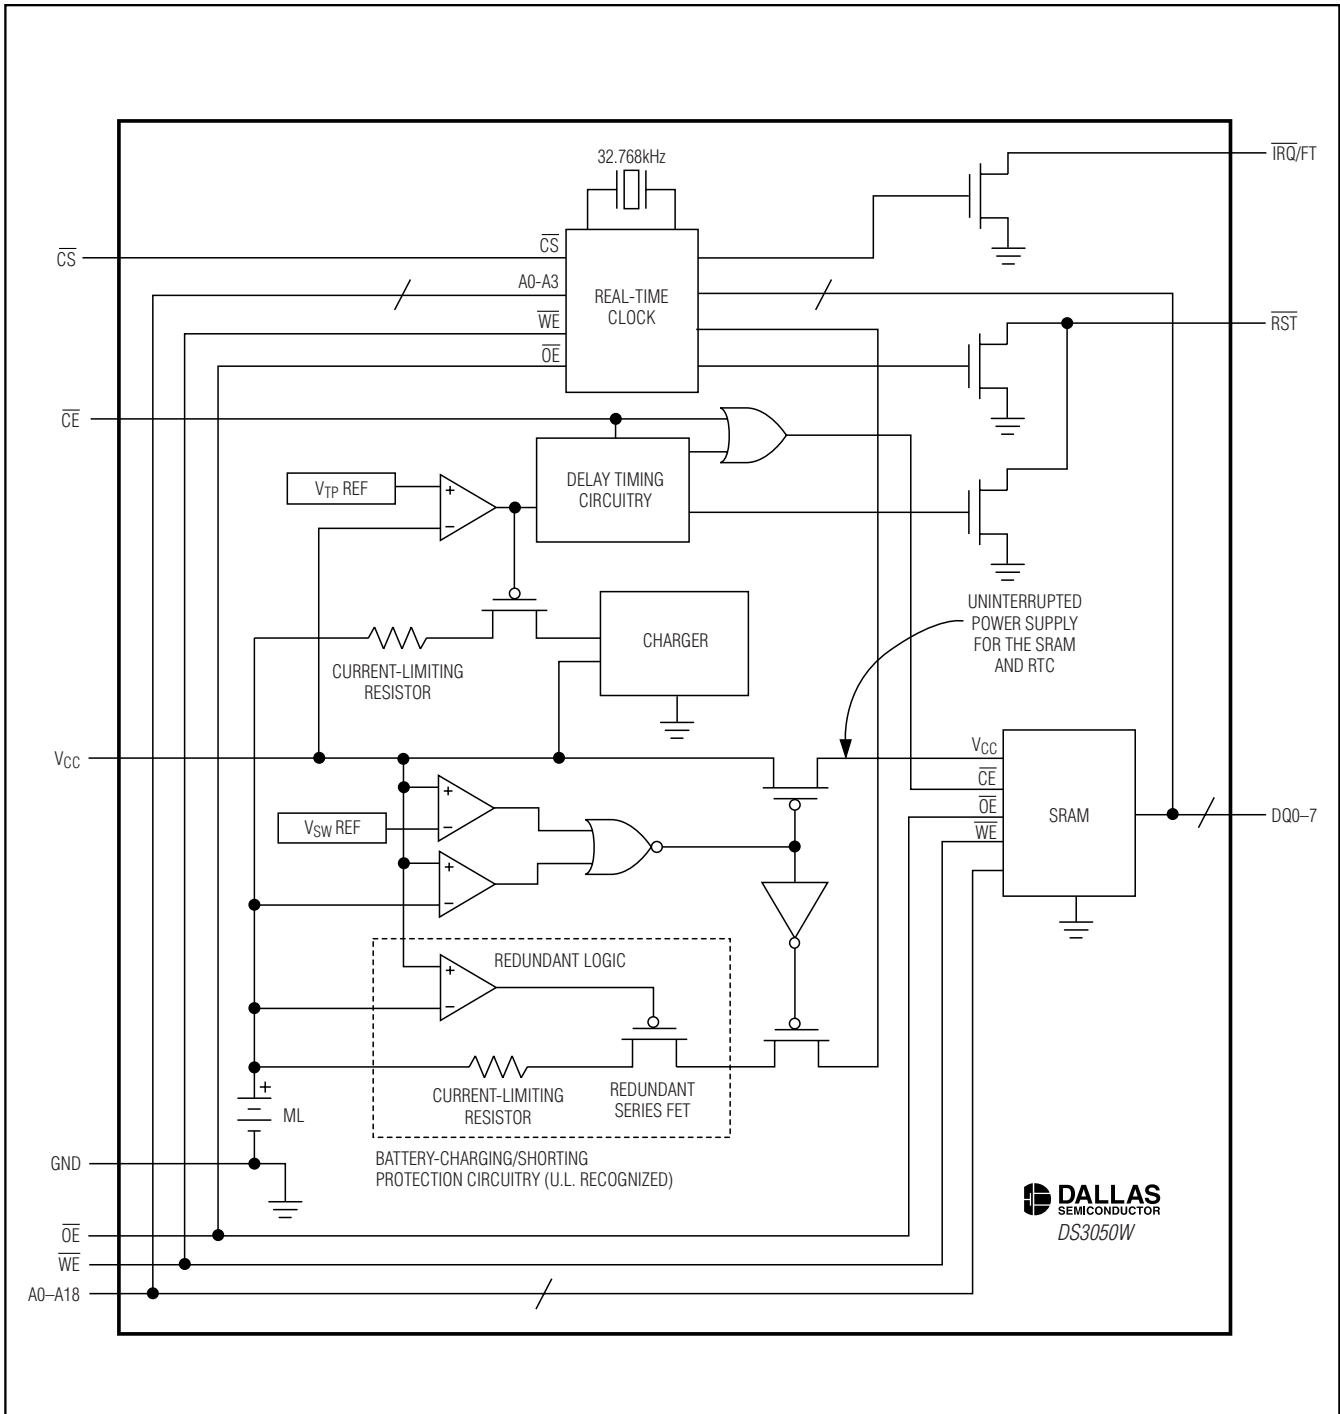 32.768kHz
IRQ/FT
CS
CS
A0-A3
WE
OE
REAL-TIME
CLOCK
RST
CE
VTP REF
+
−
DELAY TIMING
CIRCUITRY
CURRENT-LIMITING
RESISTOR
CHARGER
UNINTERRUPTED
POWER SUPPLY
FOR THE SRAM
AND RTC
VCC
VCC
CE
OE
WE
SRAM
DQ0–7
+
−
VSW REF
+
−
REDUNDANT LOGIC
+
−
CURRENT-LIMITING
RESISTOR
REDUNDANT
SERIES FET
+
ML
BATTERY-CHARGING/SHORTING
PROTECTION CIRCUITRY (U.L. RECOGNIZED)
GND
OE
WE
A0–A18
DALLAS
SEMICONDUCTOR
DS3050W